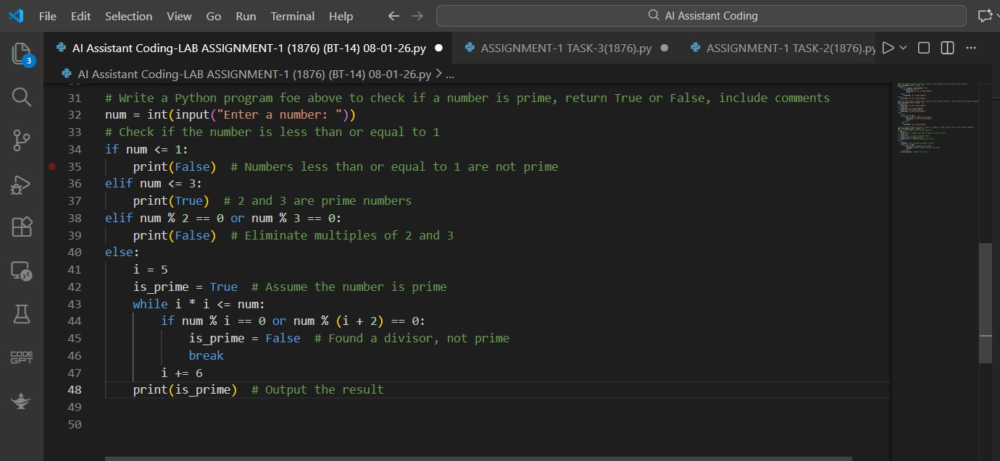 File Edit Selection View Go Run Terminal Help AI Assistant Coding
3
AI Assistant Coding-LAB ASSIGNMENT-1 (1876) (BT-14) 08-01-26.py ASSIGNMENT-1 TASK-3(1876).py ASSIGNMENT-1 TASK-2(1876).py
AI Assistant Coding-LAB ASSIGNMENT-1 (1876) (BT-14) 08-01-26.py > ...
31 # Write a Python program foe above to check if a number is prime, return True or False, include comments
32 num = int(input("Enter a number: "))
33 # Check if the number is less than or equal to 1
34 if num <= 1:
35     print(False)  # Numbers less than or equal to 1 are not prime
36 elif num <= 3:
37     print(True)  # 2 and 3 are prime numbers
38 elif num % 2 == 0 or num % 3 == 0:
39     print(False)  # Eliminate multiples of 2 and 3
40 else:
41     i = 5
42     is_prime = True  # Assume the number is prime
43     while i * i <= num:
44         if num % i == 0 or num % (i + 2) == 0:
45             is_prime = False  # Found a divisor, not prime
46             break
47         i += 6
48     print(is_prime)  # Output the result
49
50
CODE
GPT